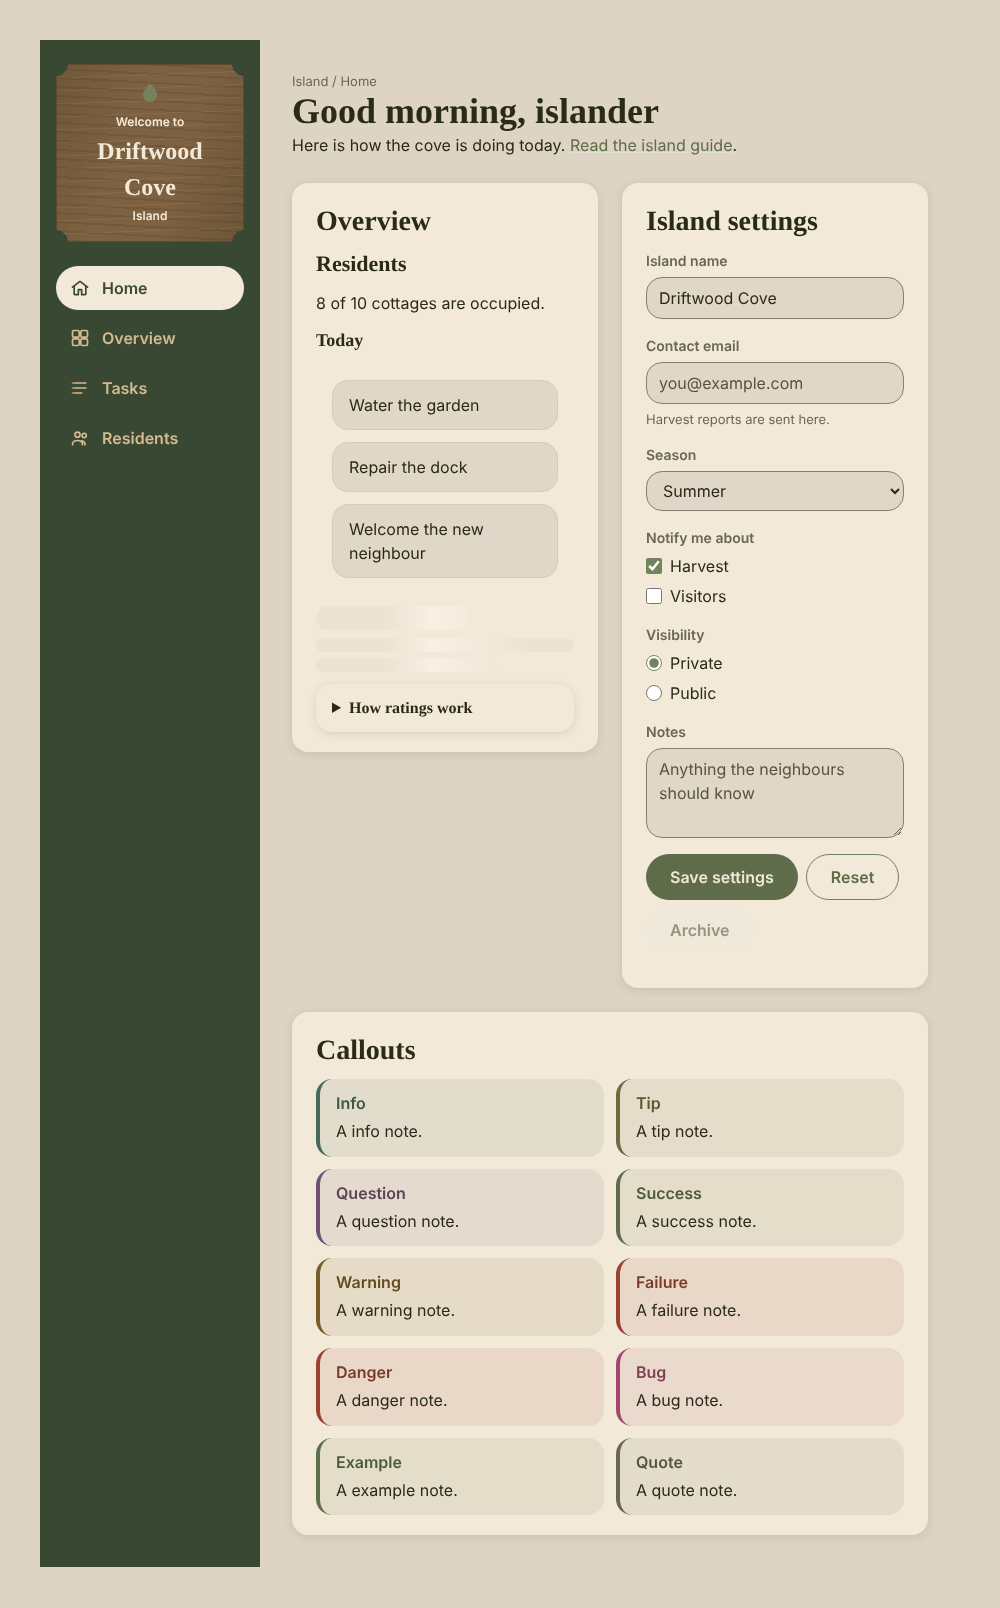 Welcome to
Driftwood
Cove
Island
Home
Overview
Tasks
Residents
Island / Home
Good morning, islander
Here is how the cove is doing today. Read the island guide.
Overview
Residents
8 of 10 cottages are occupied.
Today
Water the garden
Repair the dock
Welcome the new
neighbour
How ratings work
Island settings
Island name
Driftwood Cove
Contact email
you@example.com
Harvest reports are sent here.
Season
Summer
Notify me about
Harvest
Visitors
Visibility
Private
Public
Notes
Anything the neighbours
should know
Save settings
Reset
Archive
Callouts
Info
A info note.
Tip
A tip note.
Question
A question note.
Success
A success note.
Warning
A warning note.
Failure
A failure note.
Danger
A danger note.
Bug
A bug note.
Example
A example note.
Quote
A quote note.